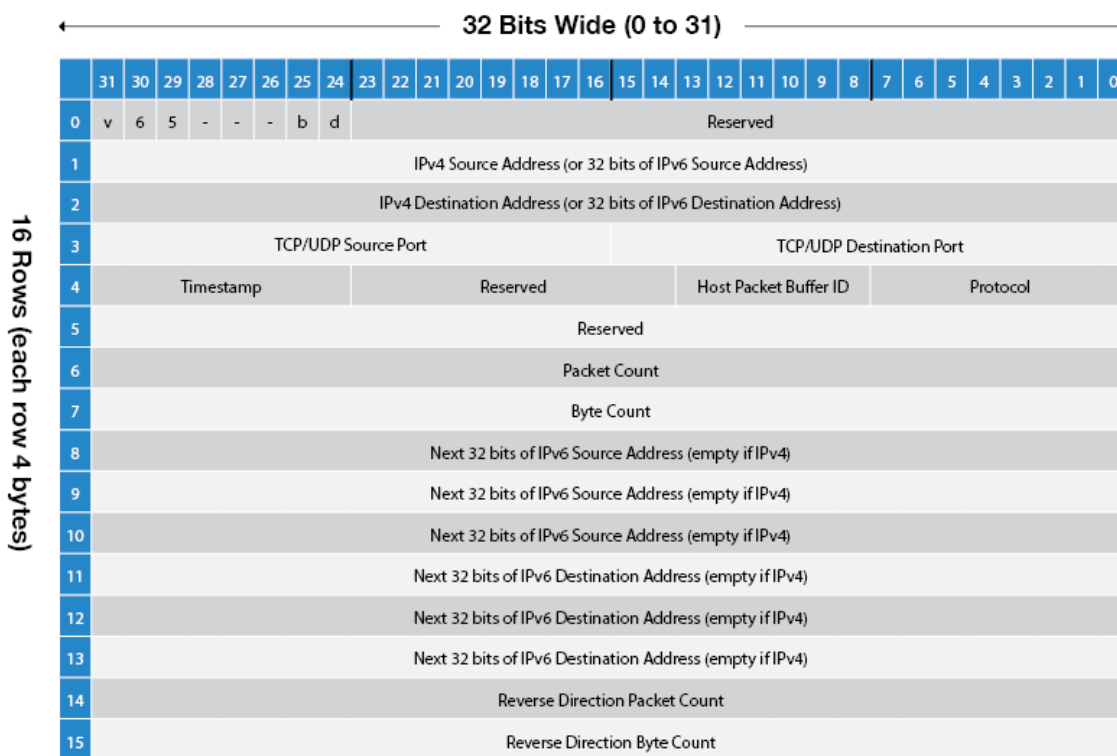 32 Bits Wide (0 to 31)
31 30 29 28 27 26 25 24 23 22 21 20 19 18 17 16 15 14 13 12 11 10 9 8 7 6 5 4 3 2 1 0
0 v 6 5 - - - b d Reserved
1 IPv4 Source Address (or 32 bits of IPv6 Source Address)
2 IPv4 Destination Address (or 32 bits of IPv6 Destination Address)
3 TCP/UDP Source Port TCP/UDP Destination Port
4 Timestamp Reserved Host Packet Buffer ID Protocol
5 Reserved
6 Packet Count
7 Byte Count
8 Next 32 bits of IPv6 Source Address (empty if IPv4)
9 Next 32 bits of IPv6 Source Address (empty if IPv4)
10 Next 32 bits of IPv6 Source Address (empty if IPv4)
11 Next 32 bits of IPv6 Destination Address (empty if IPv4)
12 Next 32 bits of IPv6 Destination Address (empty if IPv4)
13 Next 32 bits of IPv6 Destination Address (empty if IPv4)
14 Reverse Direction Packet Count
15 Reverse Direction Byte Count
16 Rows (each row 4 bytes)